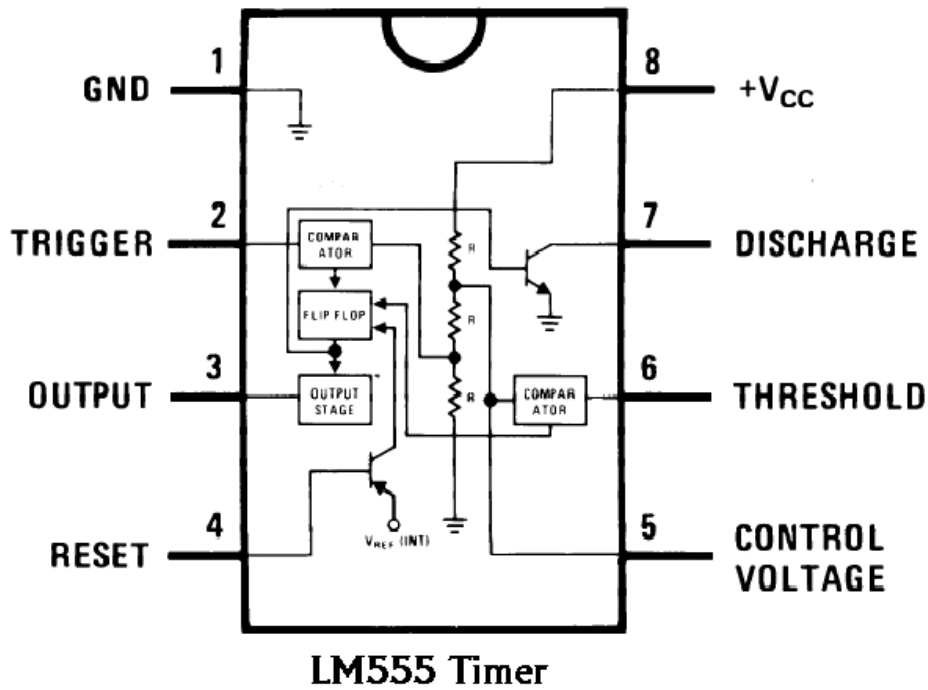 1
GND
8
+VCC
2
TRIGGER
7
DISCHARGE
COMPAR
ATOR
R
FLIP FLOP
R
3
OUTPUT
OUTPUT
STAGE
R
COMPAR
ATOR
6
THRESHOLD
4
RESET
VREF (INT)
5
CONTROL
VOLTAGE
LM555 Timer